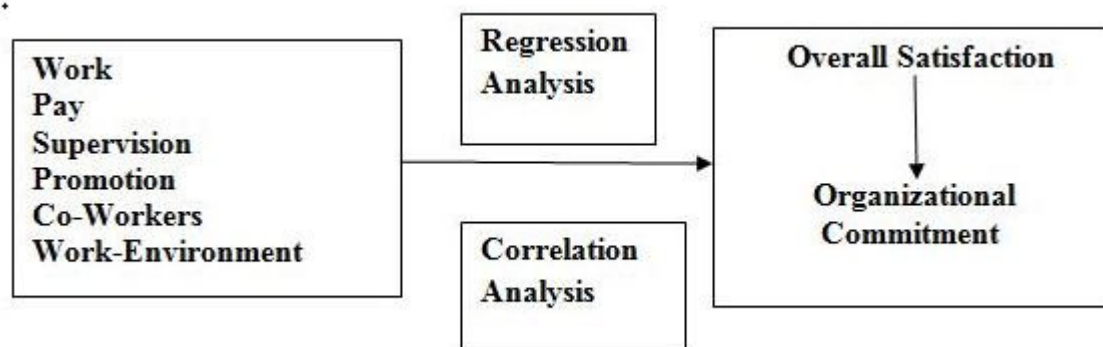 Work
Pay
Supervision
Promotion
Co-Workers
Work-Environment
Regression
Analysis
Correlation
Analysis
Overall Satisfaction
Organizational
Commitment